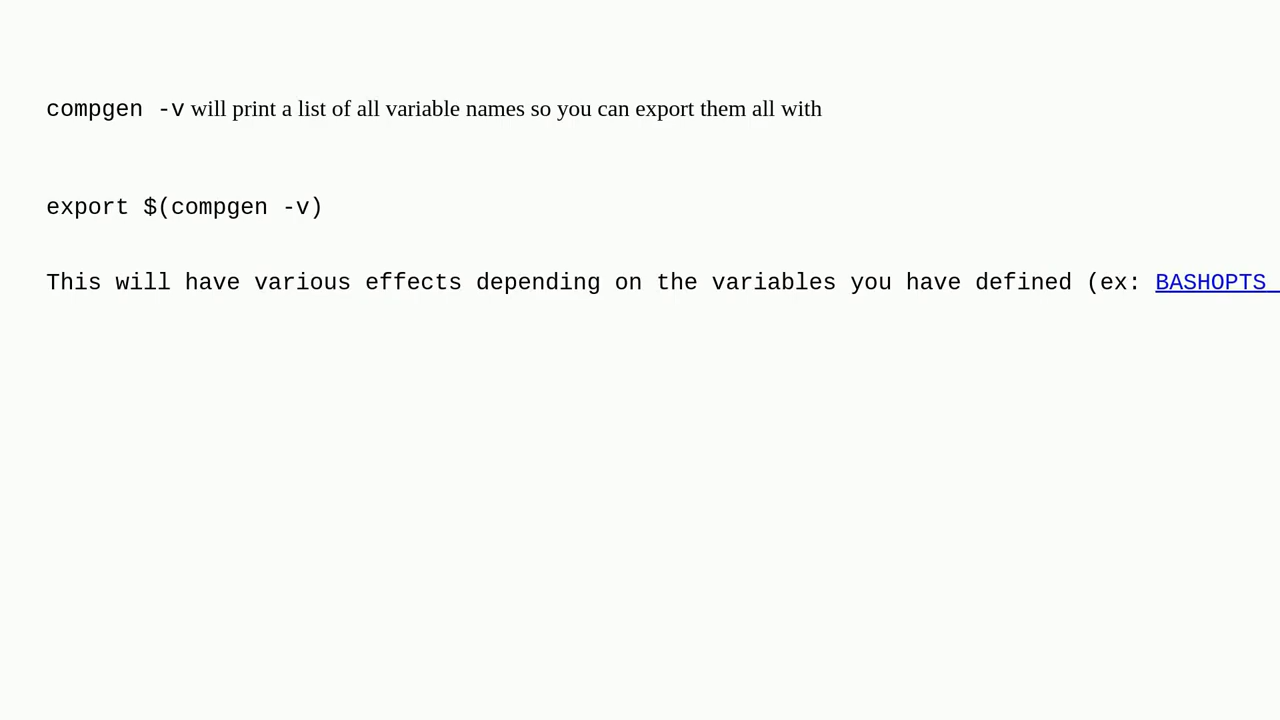 compgen -v will print a list of all variable names so you can export them all with
export $(compgen -v)
This will have various effects depending on the variables you have defined (ex: BASHOPTS